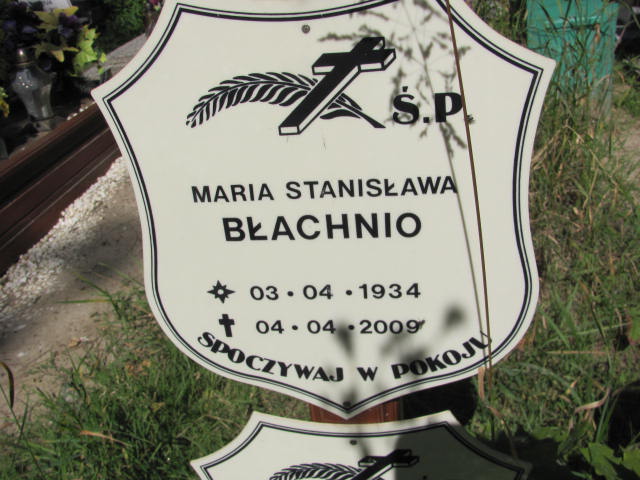 Ś.P.
MARIA STANISŁAWA
BŁACHNIO
03 • 04 • 1934
04 • 04 • 2009
SPOCZYWAJ W POKOJU